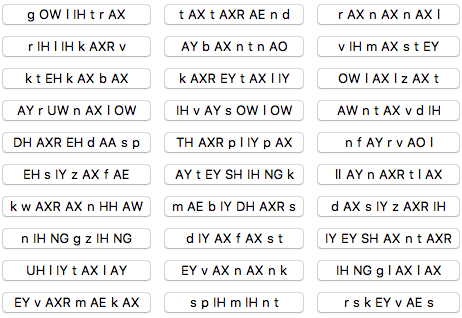 g OW l IH t r AX
t AX t AXR AE n d
r AX n AX n AX l
r IH l IH k AXR v
AY b AX n t n AO
v IH m AX s t EY
k t EH k AX b AX
k AXR EY t AX l IY
OW l AX l z AX t
AY r UW n AX l OW
IH v AY s OW l OW
AW n t AX v d IH
DH AXR EH d AA s p
TH AXR p l IY p AX
n f AY r v AO l
EH s IY z AX f AE
AY t EY SH IH NG k
ll AY n AXR t l AX
k w AXR AX n HH AW
m AE b IY DH AXR s
d AX s IY z AXR IH
n IH NG g z IH NG
d IY AX f AX s t
IY EY SH AX n t AXR
UH l IY t AX l AY
EY v AX n AX n k
IH NG g l AX l AX
EY v AXR m AE k AX
s p IH m IH n t
r s k EY v AE s